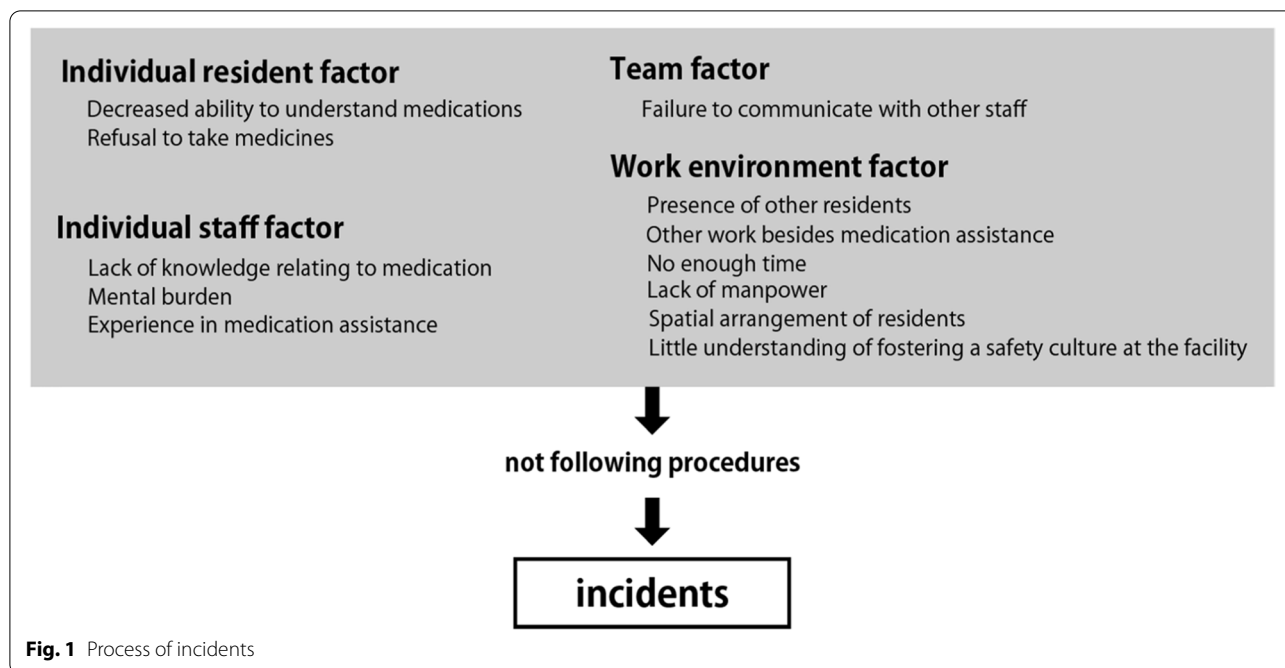 Individual resident factor
Decreased ability to understand medications
Refusal to take medicines
Individual staff factor
Lack of knowledge relating to medication
Mental burden
Experience in medication assistance
Team factor
Failure to communicate with other staff
Work environment factor
Presence of other residents
Other work besides medication assistance
No enough time
Lack of manpower
Spatial arrangement of residents
Little understanding of fostering a safety culture at the facility
not following procedures
incidents
Fig. 1 Process of incidents